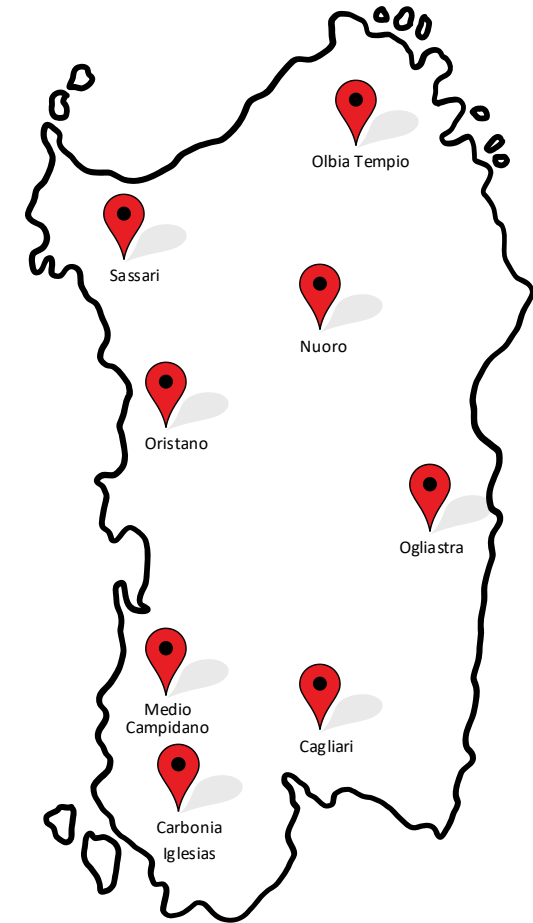 Olbia Tempio
Sassari
Nuoro
Oristano
Ogliastra
Medio
Campidano
Cagliari
Carbonia
Iglesias